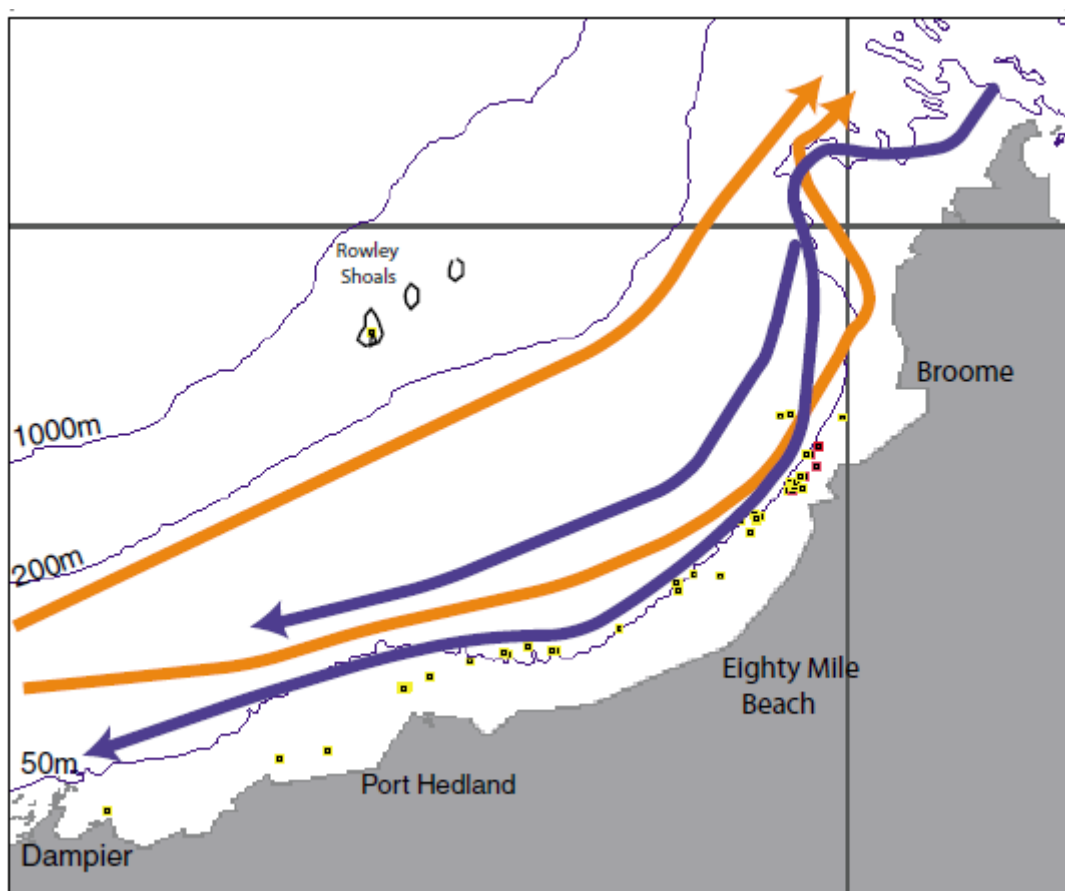 Rowley
Shoals
Broome
1000m
200m
Eighty Mile
Beach
50m
Port Hedland
Dampier